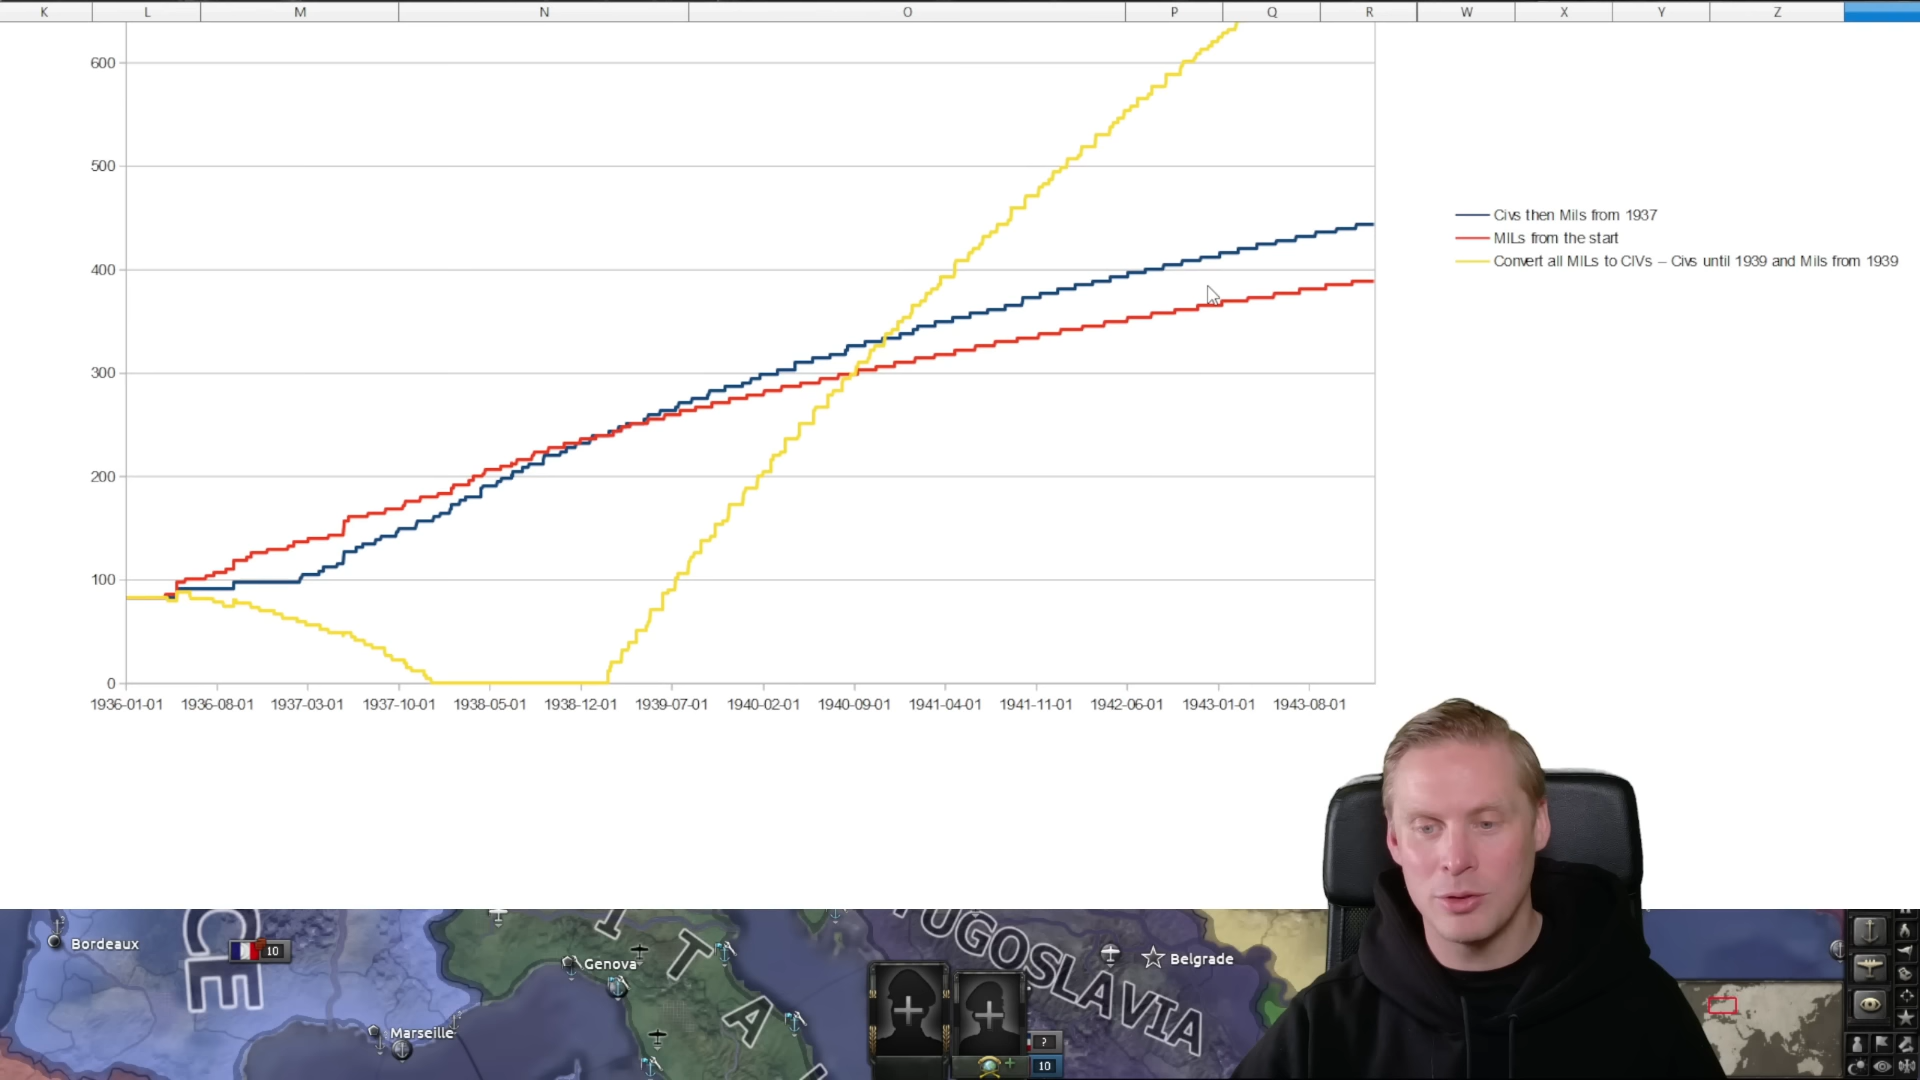 K L M N O P Q R W X Y Z
600
500
400
300
200
100
0
1936-01-01 1936-08-01 1937-03-01 1937-10-01 1938-05-01 1938-12-01 1939-07-01 1940-02-01 1940-09-01 1941-04-01 1941-11-01 1942-06-01 1943-01-01 1943-08-01
Civs then Mils from 1937
MILs from the start
Convert all MILs to CIVs – Civs until 1939 and Mils from 1939
Bordeaux
CE
10
Genova
ITA
Marseille
YUGOSLAVIA
Belgrade
?
10